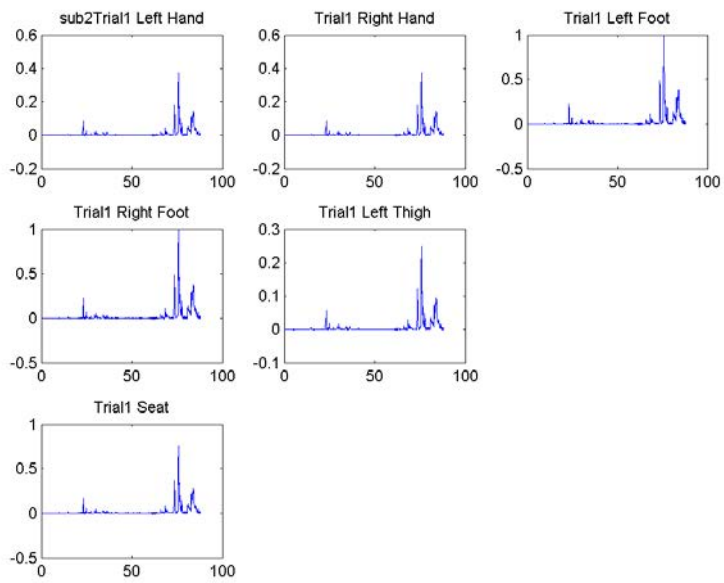 sub2Trial1 Left Hand
0.6
0.4
0.2
0
-0.2
0 50 100
Trial1 Right Hand
0.6
0.4
0.2
0
-0.2
0 50 100
Trial1 Left Foot
1
0.5
0
-0.5
0 50 100
Trial1 Right Foot
1
0.5
0
-0.5
0 50 100
Trial1 Left Thigh
0.3
0.2
0.1
0
-0.1
0 50 100
Trial1 Seat
1
0.5
0
-0.5
0 50 100